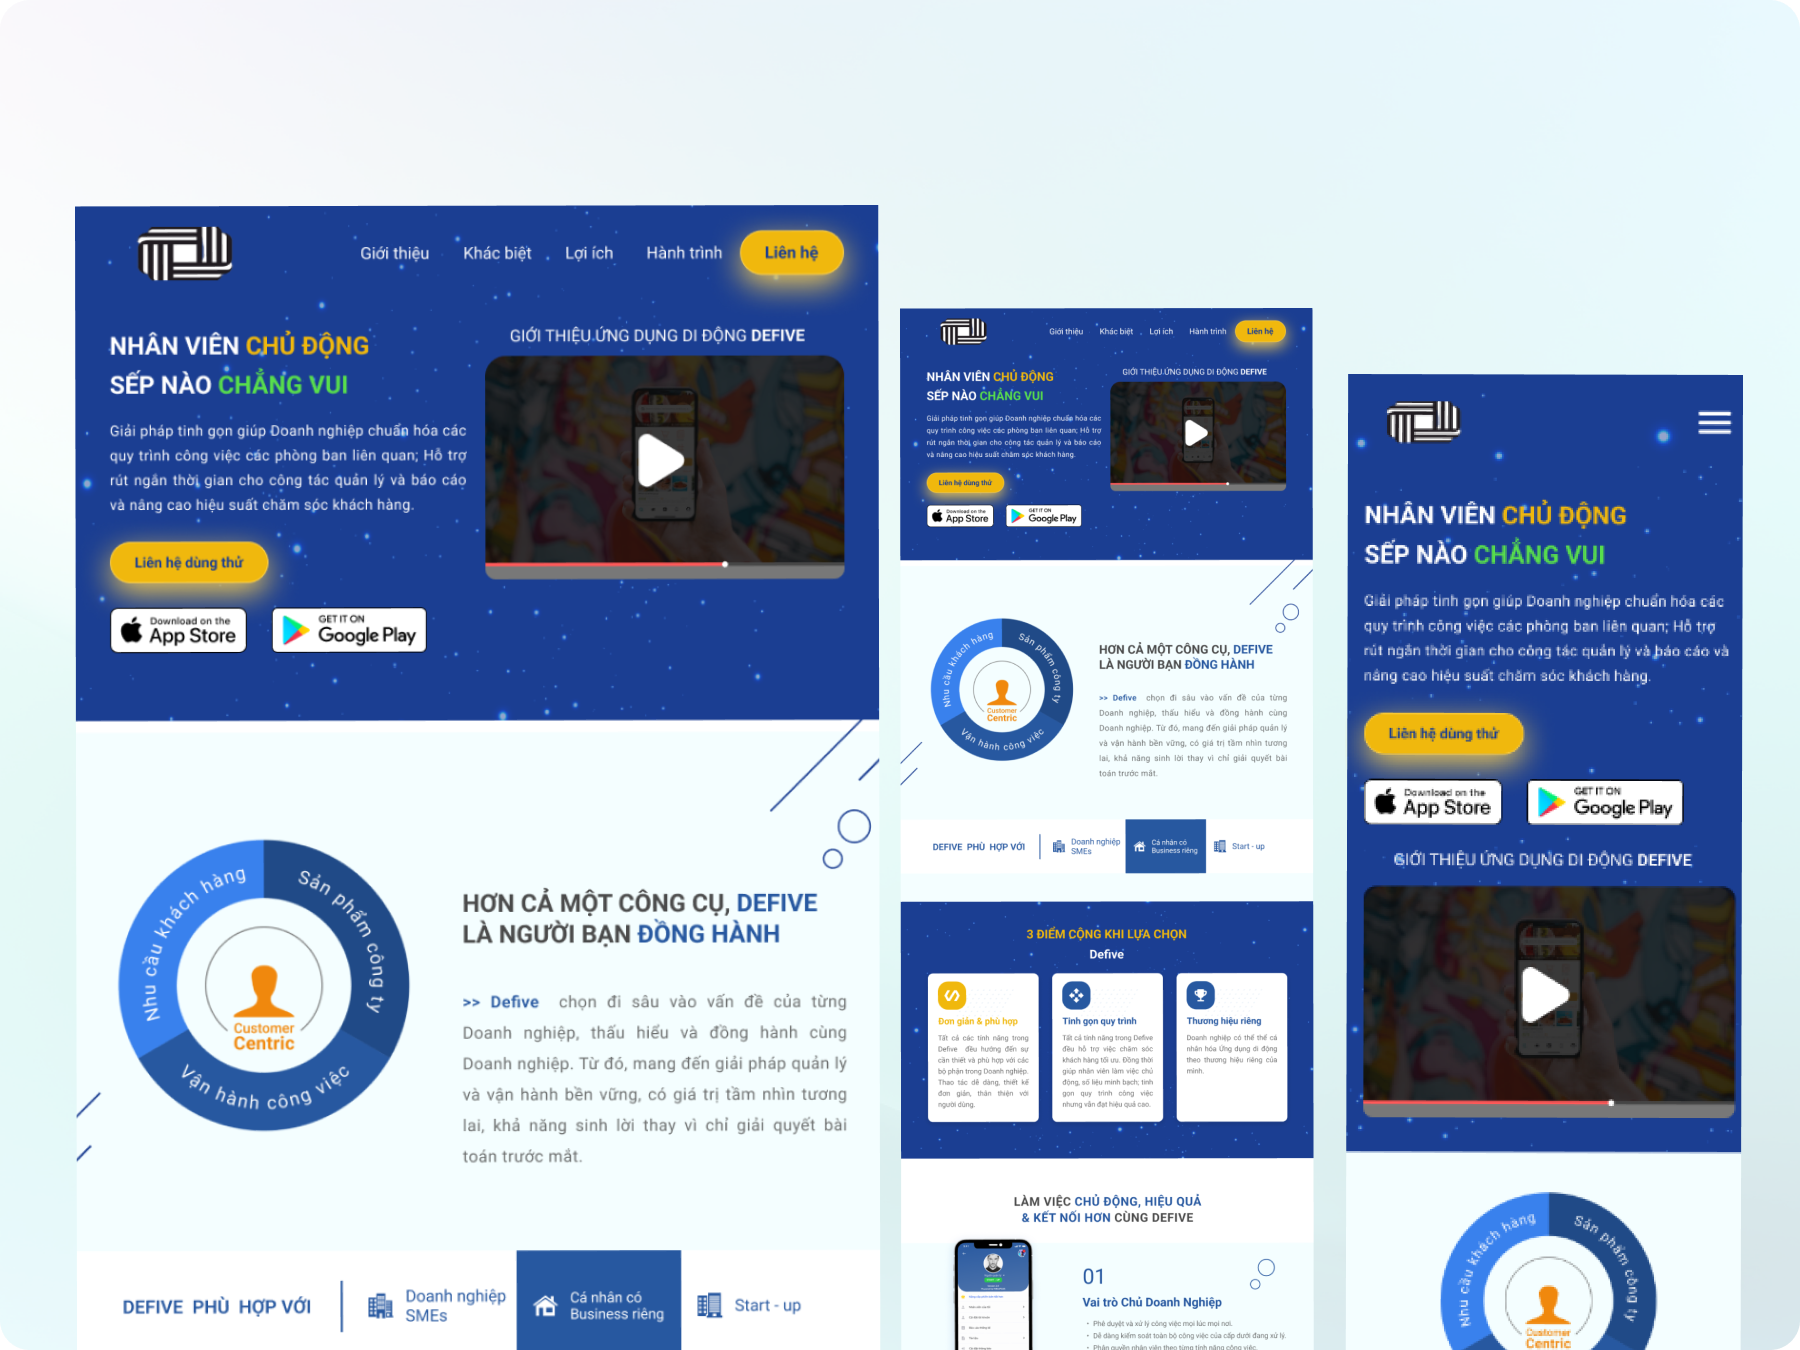 Giới thiệu
Khác biệt
Lợi ích
Hành trình
Liên hệ
NHÂN VIÊN CHỦ ĐỘNG
SẾP NÀO CHẲNG VUI
Giải pháp tinh gọn giúp Doanh nghiệp chuẩn hóa các
quy trình công việc các phòng ban liên quan; Hỗ trợ
rút ngắn thời gian cho công tác quản lý và báo cáo
và nâng cao hiệu suất chăm sóc khách hàng.
Liên hệ dùng thử
Download on the
App Store
GET IT ON
Google Play
GIỚI THIỆU ỨNG DỤNG DI ĐỘNG DEFIVE
Nhu cầu khách hàng
Sản phẩm công ty
Vận hành công việc
Customer
Centric
HƠN CẢ MỘT CÔNG CỤ, DEFIVE
LÀ NGƯỜI BẠN ĐỒNG HÀNH
>> Defive chọn đi sâu vào vấn đề của từng
Doanh nghiệp, thấu hiểu và đồng hành cùng
Doanh nghiệp. Từ đó, mang đến giải pháp quản lý
và vận hành bền vững, có giá trị tầm nhìn tương
lai, khả năng sinh lời thay vì chỉ giải quyết bài
toán trước mắt.
DEFIVE PHÙ HỢP VỚI
Doanh nghiệp
SMEs
Cá nhân có
Business riêng
Start - up
Giới thiệu
Khác biệt
Lợi ích
Hành trình
Liên hệ
NHÂN VIÊN CHỦ ĐỘNG
SẾP NÀO CHẲNG VUI
Giải pháp tinh gọn giúp Doanh nghiệp chuẩn hóa các
quy trình công việc các phòng ban liên quan; Hỗ trợ
rút ngắn thời gian cho công tác quản lý và báo cáo
và nâng cao hiệu suất chăm sóc khách hàng.
Liên hệ dùng thử
Download on the
App Store
GET IT ON
Google Play
GIỚI THIỆU ỨNG DỤNG DI ĐỘNG DEFIVE
Nhu cầu khách hàng
Sản phẩm công ty
Vận hành công việc
Customer
Centric
HƠN CẢ MỘT CÔNG CỤ, DEFIVE
LÀ NGƯỜI BẠN ĐỒNG HÀNH
>> Defive chọn đi sâu vào vấn đề của từng
Doanh nghiệp, thấu hiểu và đồng hành cùng
Doanh nghiệp. Từ đó, mang đến giải pháp quản lý
và vận hành bền vững, có giá trị tầm nhìn tương
lai, khả năng sinh lời thay vì chỉ giải quyết bài
toán trước mắt.
DEFIVE PHÙ HỢP VỚI
Doanh nghiệp
SMEs
Cá nhân có
Business riêng
Start - up
3 ĐIỂM CỘNG KHI LỰA CHỌN
Defive
Đơn giản & phù hợp
Tất cả các tính năng trong
Defive đều hướng đến sự
cần thiết và phù hợp với các
bộ phận trong Doanh nghiệp.
Thao tác dễ dàng, thiết kế
đơn giản, thân thiện với
người dùng.
Tinh gọn quy trình
Tất cả tính năng trong Defive
đều hỗ trợ việc chăm sóc
khách hàng tối ưu. Đồng thời
giúp nhân viên làm việc chủ
động, số liệu minh bạch; tinh
gọn quy trình công việc
nhưng vẫn đạt hiệu quả cao.
Thương hiệu riêng
Doanh nghiệp có thể thể cá
nhân hóa Ứng dụng di động
theo thương hiệu riêng của
mình.
LÀM VIỆC CHỦ ĐỘNG, HIỆU QUẢ
& KẾT NỐI HƠN CÙNG DEFIVE
01
Vai trò Chủ Doanh Nghiệp
• Phê duyệt và xử lý công việc mọi lúc mọi nơi.
• Dễ dàng kiểm soát toàn bộ công việc của cấp dưới đang xử lý.
• Phân quyền nhân viên theo từng tính năng công việc.
NHÂN VIÊN CHỦ ĐỘNG
SẾP NÀO CHẲNG VUI
Giải pháp tinh gọn giúp Doanh nghiệp chuẩn hóa các
quy trình công việc các phòng ban liên quan; Hỗ trợ
rút ngắn thời gian cho công tác quản lý và báo cáo và
nâng cao hiệu suất chăm sóc khách hàng.
Liên hệ dùng thử
Download on the
App Store
GET IT ON
Google Play
GIỚI THIỆU ỨNG DỤNG DI ĐỘNG DEFIVE
Nhu cầu khách hàng
Sản phẩm công ty
Customer
Centric